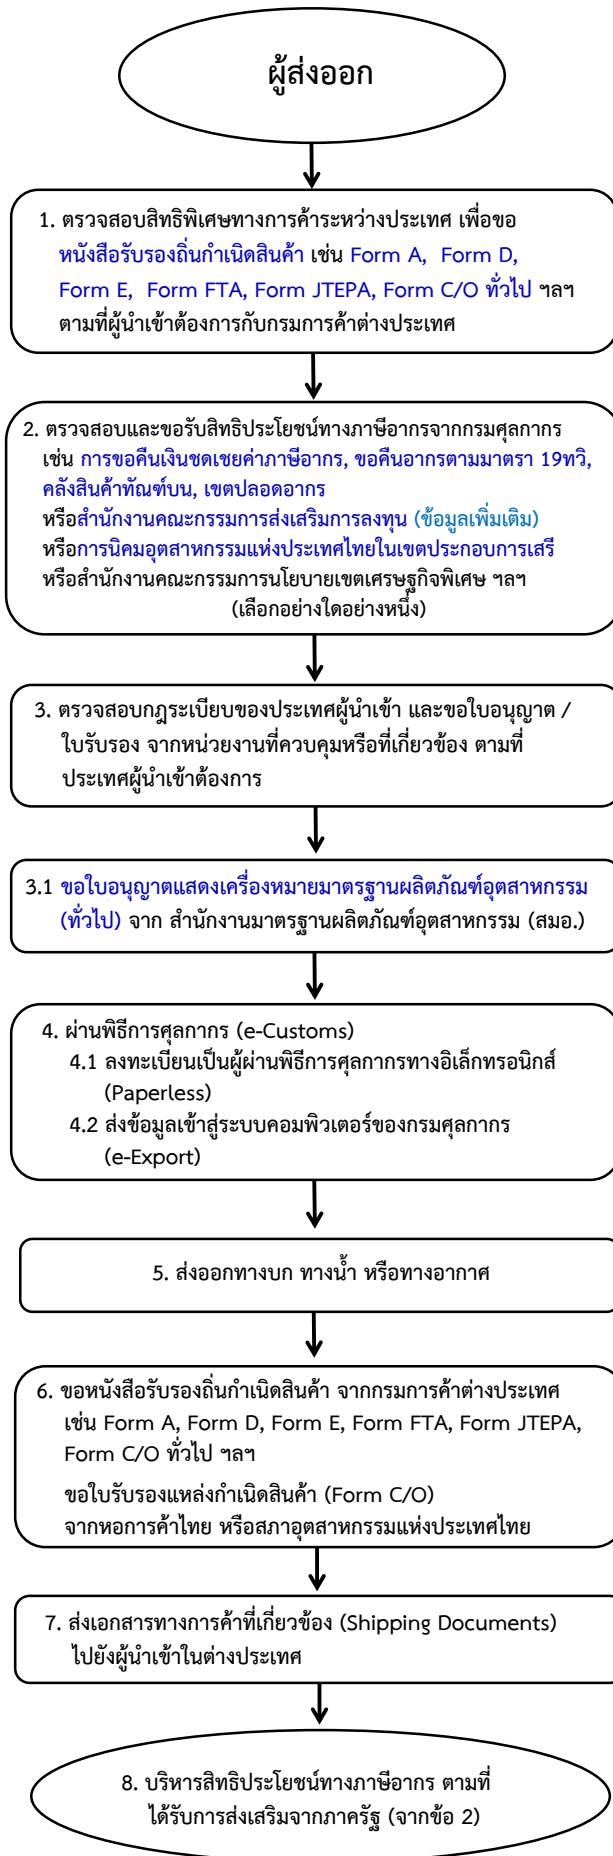 ผู้ส่งออก
1. ตรวจสอบสิทธิพิเศษทางการค้าระหว่างประเทศ เพื่อขอ
หนังสือรับรองถิ่นกำเนิดสินค้า เช่น Form A, Form D,
Form E, Form FTA, Form JTEPA, Form C/O ทั่วไป ฯลฯ
ตามที่ผู้นำเข้าต้องการกับกรมการค้าต่างประเทศ
2. ตรวจสอบและขอรับสิทธิประโยชน์ทางภาษีอากรจากกรมศุลกากร
เช่น การขอคืนเงินชดเชยค่าภาษีอากร, ขอคืนอากรตามมาตรา 19ทวิ,
คลังสินค้าทัณฑ์บน, เขตปลอดอากร
หรือสำนักงานคณะกรรมการส่งเสริมการลงทุน (ข้อมูลเพิ่มเติม)
หรือการนิคมอุตสาหกรรมแห่งประเทศไทยในเขตประกอบการเสรี
หรือสำนักงานคณะกรรมการนโยบายเขตเศรษฐกิจพิเศษ ฯลฯ
(เลือกอย่างใดอย่างหนึ่ง)
3. ตรวจสอบกฎระเบียบของประเทศผู้นำเข้า และขอใบอนุญาต /
ใบรับรอง จากหน่วยงานที่ควบคุมหรือที่เกี่ยวข้อง ตามที่
ประเทศผู้นำเข้าต้องการ
3.1 ขอใบอนุญาตแสดงเครื่องหมายมาตรฐานผลิตภัณฑ์อุตสาหกรรม
(ทั่วไป) จาก สำนักงานมาตรฐานผลิตภัณฑ์อุตสาหกรรม (สมอ.)
4. ผ่านพิธีการศุลกากร (e-Customs)
4.1 ลงทะเบียนเป็นผู้ผ่านพิธีการศุลกากรทางอิเล็กทรอนิกส์
(Paperless)
4.2 ส่งข้อมูลเข้าสู่ระบบคอมพิวเตอร์ของกรมศุลกากร
(e-Export)
5. ส่งออกทางบก ทางน้ำ หรือทางอากาศ
6. ขอหนังสือรับรองถิ่นกำเนิดสินค้า จากกรมการค้าต่างประเทศ
เช่น Form A, Form D, Form E, Form FTA, Form JTEPA,
Form C/O ทั่วไป ฯลฯ
ขอใบรับรองแหล่งกำเนิดสินค้า (Form C/O)
จากหอการค้าไทย หรือสภาอุตสาหกรรมแห่งประเทศไทย
7. ส่งเอกสารทางการค้าที่เกี่ยวข้อง (Shipping Documents)
ไปยังผู้นำเข้าในต่างประเทศ
8. บริหารสิทธิประโยชน์ทางภาษีอากร ตามที่
ได้รับการส่งเสริมจากภาครัฐ (จากข้อ 2)